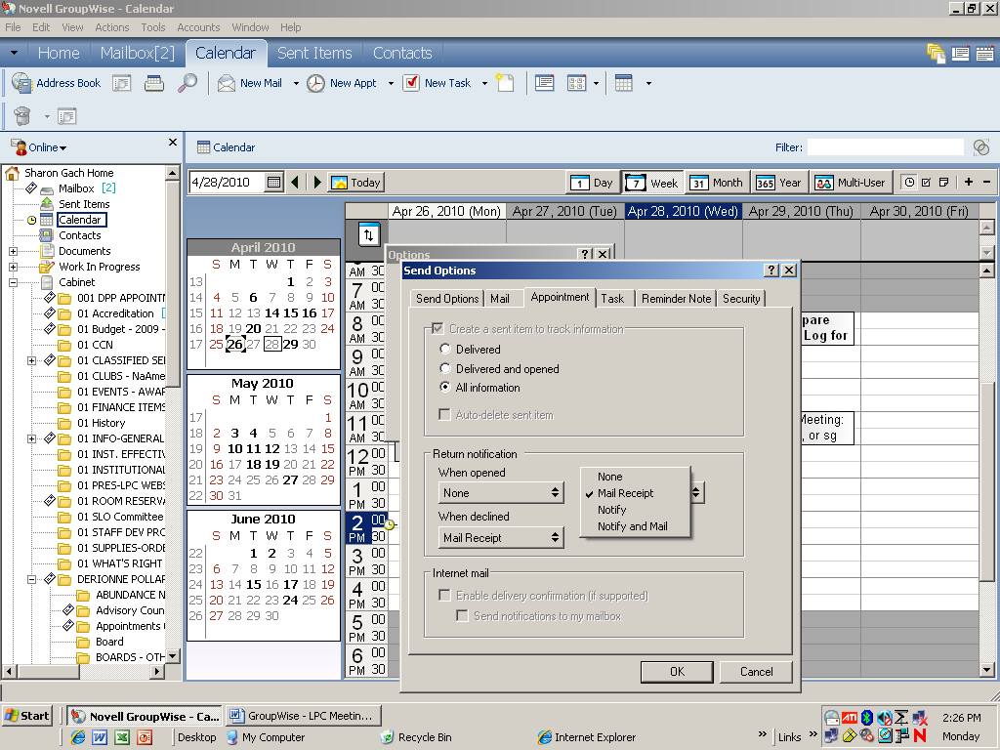 Novell GroupWise - Calendar
File Edit View Actions Tools Accounts Window Help
Home Mailbox[2] Calendar Sent Items Contacts
Address Book New Mail New Appt New Task
Online
Calendar Filter:
4/28/2010 Today 1 Day 7 Week 31 Month 365 Year Multi-User
Sharon Gach Home
Mailbox [2]
Sent Items
Calendar
Contacts
Documents
Work In Progress
Cabinet
001 DPP APPOINTN
01 Accreditation [
01 Budget - 2009 -
01 CCN
01 CLASSIFIED SEI
01 CLUBS - NaAme
01 EVENTS - AWAF
01 FINANCE ITEMS
01 History
01 INFO-GENERAL
01 INST. EFFECTIV
01 INSTITUTIONAL
01 PRES-LPC WEBS
01 ROOM RESERVA
01 SLO Committee
01 STAFF DEV PRO
01 SUPPLIES-ORDE
01 WHAT'S RIGHT
DERIONNE POLLAR
ABUNDANCE N
Advisory Coun
Appointments
Board
BOARDS - OTH
April 2010
S M T W T F S
13 1 2 3
14 4 5 6 7 8 9 10
15 11 12 13 14 15 16 17
16 18 19 20 21 22 23 24
17 25 26 27 28 29 30
May 2010
S M T W T F S
17 1
18 2 3 4 5 6 7 8
19 9 10 11 12 13 14 15
20 16 17 18 19 20 21 22
21 23 24 25 26 27 28 29
22 30 31
June 2010
S M T W T F S
22 1 2 3 4 5
23 6 7 8 9 10 11 12
24 13 14 15 16 17 18 19
25 20 21 22 23 24 25 26
26 27 28 29 30
Apr 26, 2010 (Mon) Apr 27, 2010 (Tue) Apr 28, 2010 (Wed) Apr 29, 2010 (Thu) Apr 30, 2010 (Fri)
AM 30
7 00
AM 30
8 00
AM 30
9 00
AM 30
10 00
AM 30
11 00
AM 30
12 00
PM 30
1 00
PM 30
2 00
PM 30
3 00
PM 30
4 00
PM 30
5 00
PM 30
6 00
PM 30
pare
Log for
Meeting:
, or sg
Options
Send Options
Send Options Mail Appointment Task Reminder Note Security
Create a sent item to track information
Delivered
Delivered and opened
All information
Auto-delete sent item
Return notification
When opened
None
When declined
Mail Receipt
None
Mail Receipt
Notify
Notify and Mail
Internet mail
Enable delivery confirmation (if supported)
Send notifications to my mailbox
OK Cancel
Start Novell GroupWise - Ca... GroupWise - LPC Meetin...
Desktop My Computer Recycle Bin Internet Explorer Links
ATI
2:26 PM
Monday